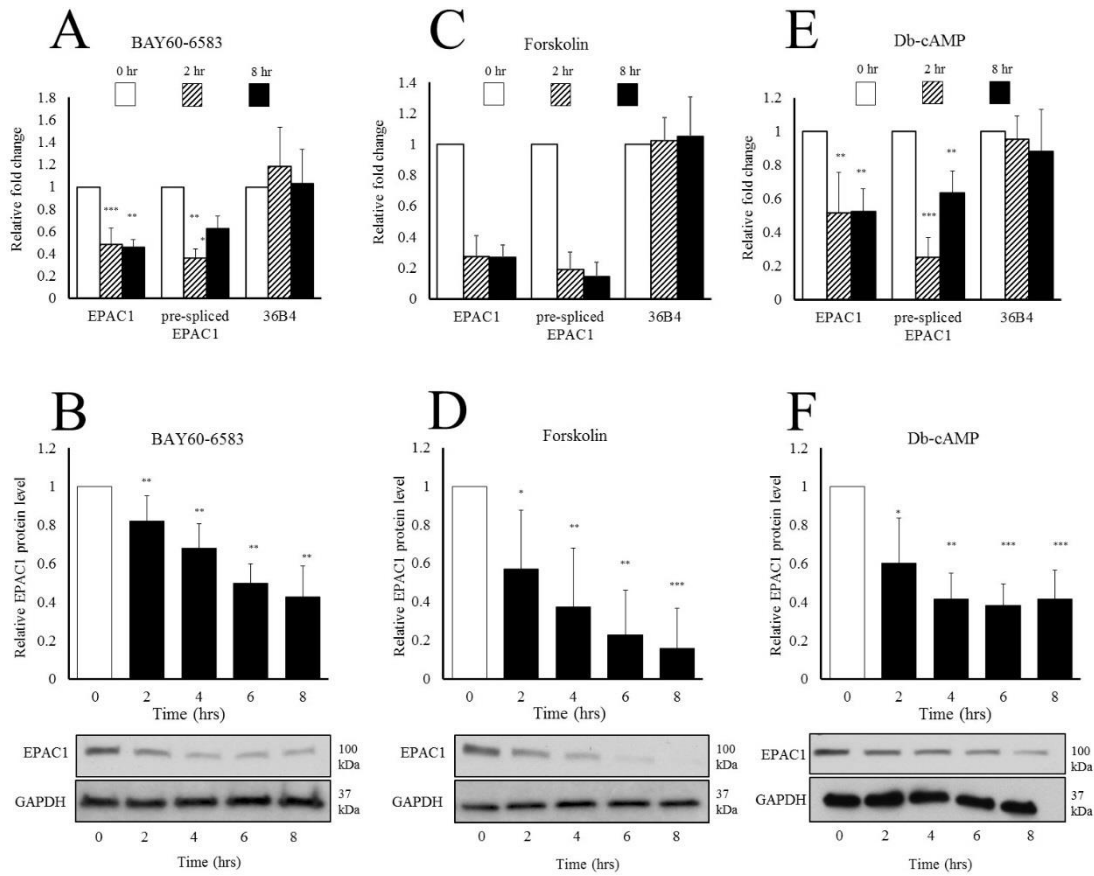 A
BAY60-6583
0 hr 2 hr 8 hr
Relative fold change
1.8
1.6
1.4
1.2
1
0.8
0.6
0.4
0.2
0
*** **
** *
EPAC1 pre-spliced EPAC1 36B4
C
Forskolin
0 hr 2 hr 8 hr
Relative fold change
1.4
1.2
1
0.8
0.6
0.4
0.2
0
EPAC1 pre-spliced EPAC1 36B4
E
Db-cAMP
0 hr 2 hr 8 hr
Relative fold change
1.2
1
0.8
0.6
0.4
0.2
0
** **
*** **
EPAC1 pre-spliced EPAC1 36B4
B
BAY60-6583
Relative EPAC1 protein level
1.2
1
0.8
0.6
0.4
0.2
0
** ** ** **
0 2 4 6 8
Time (hrs)
EPAC1 100 kDa
GAPDH 37 kDa
0 2 4 6 8
Time (hrs)
D
Forskolin
Relative EPAC1 protein level
1.2
1
0.8
0.6
0.4
0.2
0
* ** ** ***
0 2 4 6 8
Time (hrs)
EPAC1 100 kDa
GAPDH 37 kDa
0 2 4 6 8
Time (hrs)
F
Db-cAMP
Relative EPAC1 protein level
1.2
1
0.8
0.6
0.4
0.2
0
* ** *** ***
0 2 4 6 8
Time (hrs)
EPAC1 100 kDa
GAPDH 37 kDa
0 2 4 6 8
Time (hrs)